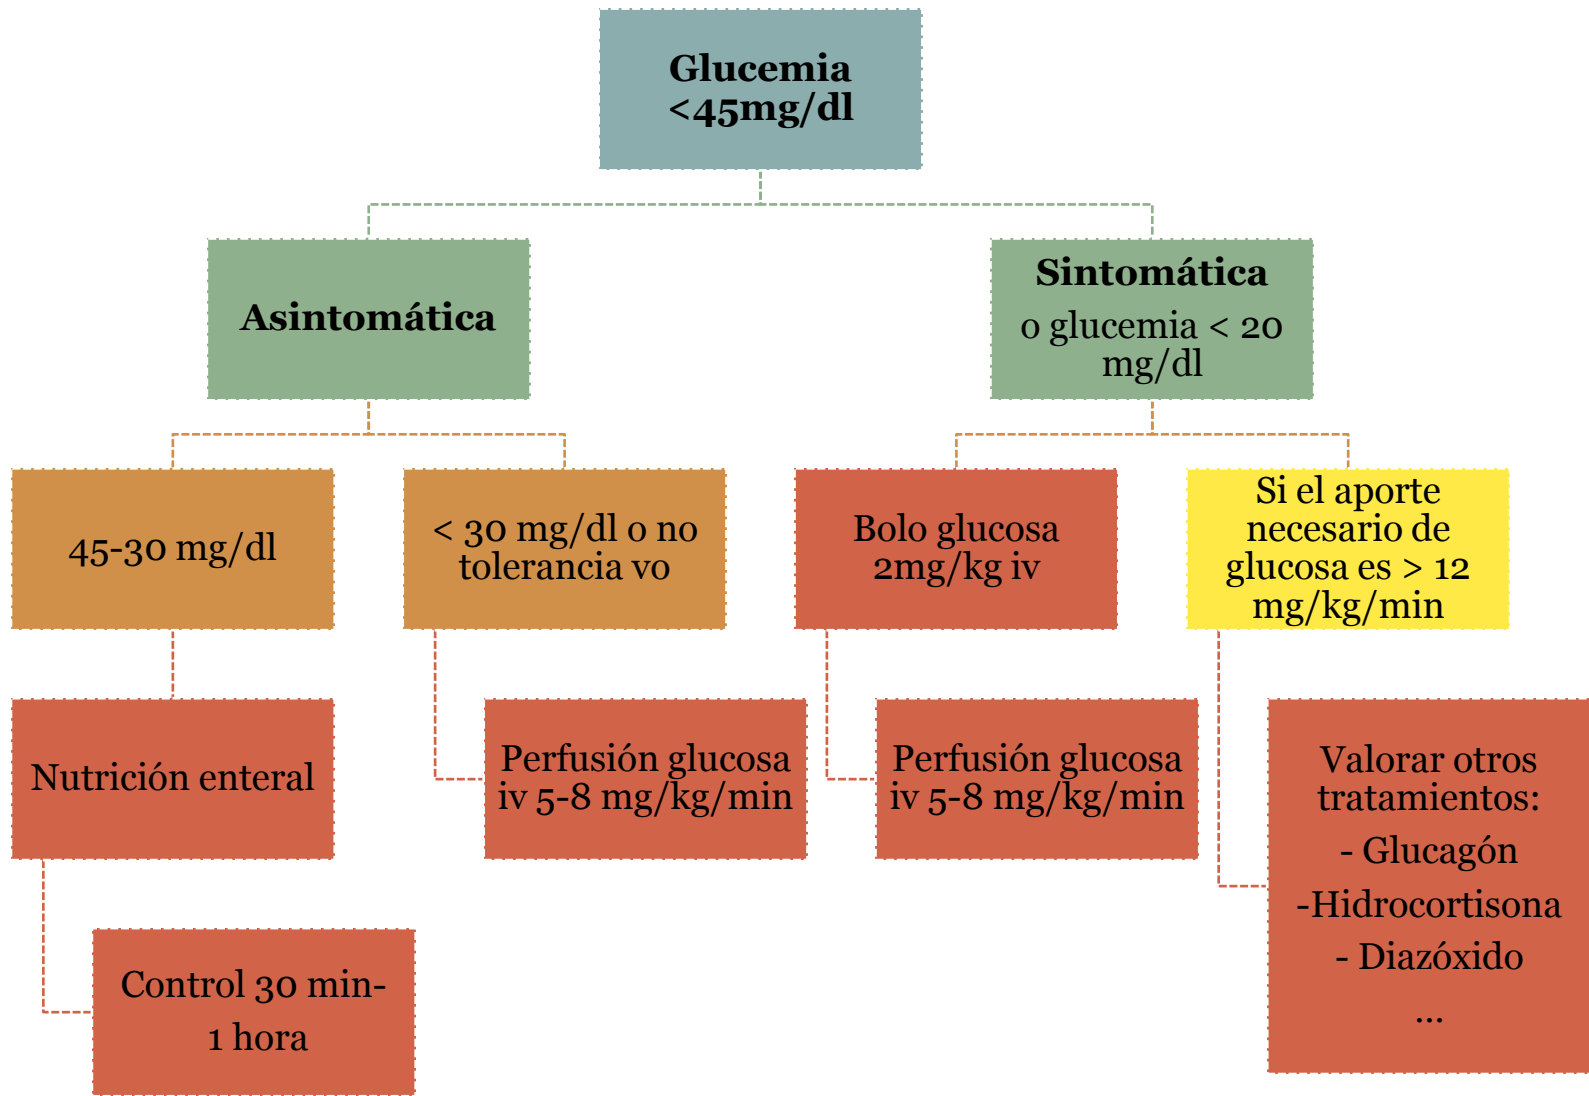 Glucemia
<45mg/dl
Asintomática
Sintomática
o glucemia < 20
mg/dl
45-30 mg/dl
< 30 mg/dl o no
tolerancia vo
Bolo glucosa
2mg/kg iv
Si el aporte
necesario de
glucosa es > 12
mg/kg/min
Nutrición enteral
Perfusión glucosa
iv 5-8 mg/kg/min
Perfusión glucosa
iv 5-8 mg/kg/min
Valorar otros
tratamientos:
- Glucagón
-Hidrocortisona
- Diazóxido
...
Control 30 min-
1 hora